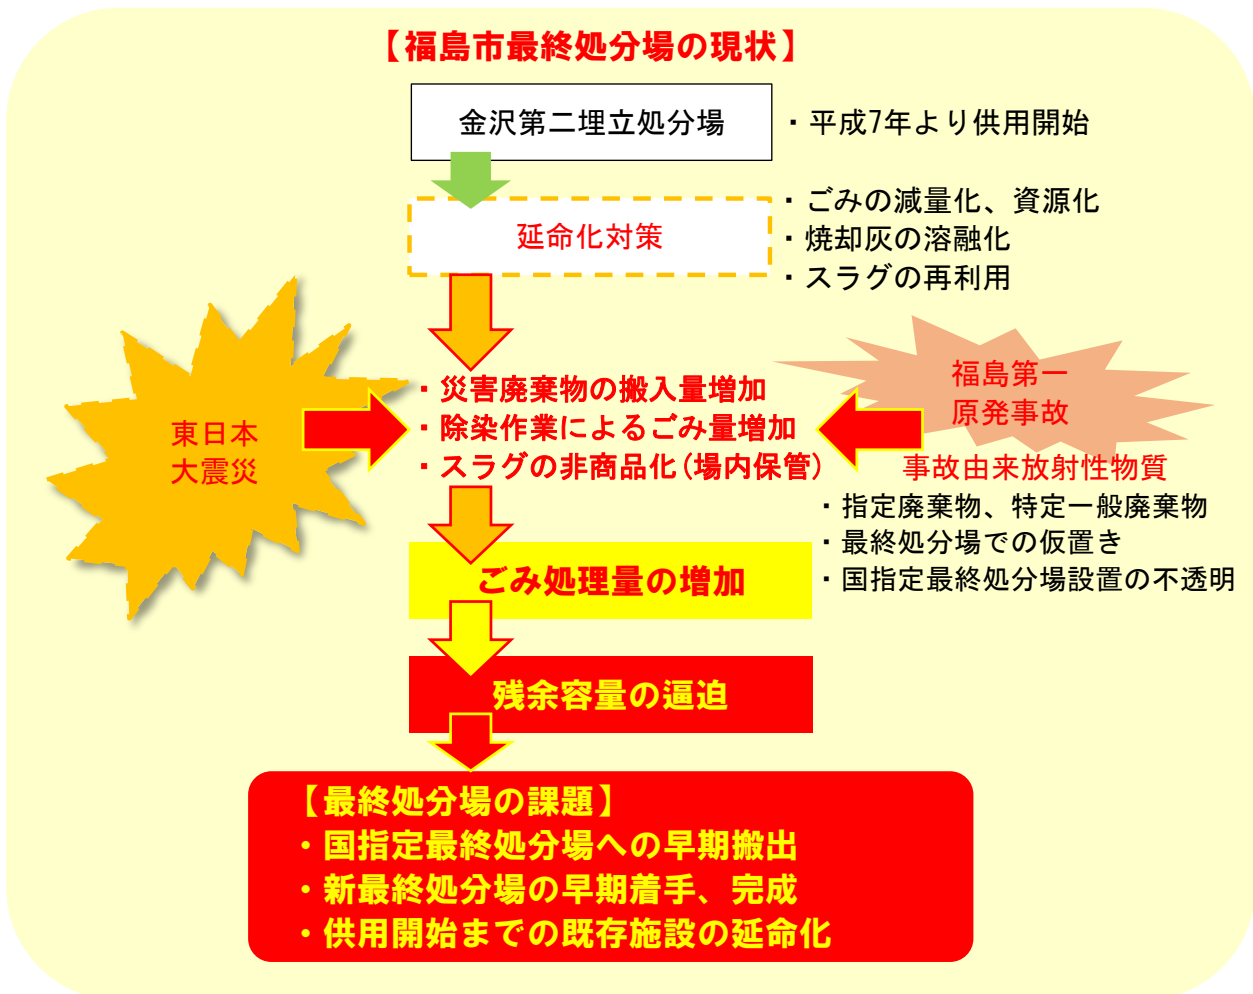 【福島市最終処分場の現状】
金沢第二埋立処分場
・平成7年より供用開始
延命化対策
・ごみの減量化、資源化
・焼却灰の溶融化
・スラグの再利用
東日本
大震災
・災害廃棄物の搬入量増加
・除染作業によるごみ量増加
・スラグの非商品化(場内保管)
福島第一
原発事故
事故由来放射性物質
・指定廃棄物、特定一般廃棄物
・最終処分場での仮置き
・国指定最終処分場設置の不透明
ごみ処理量の増加
残余容量の逼迫
【最終処分場の課題】
・国指定最終処分場への早期搬出
・新最終処分場の早期着手、完成
・供用開始までの既存施設の延命化